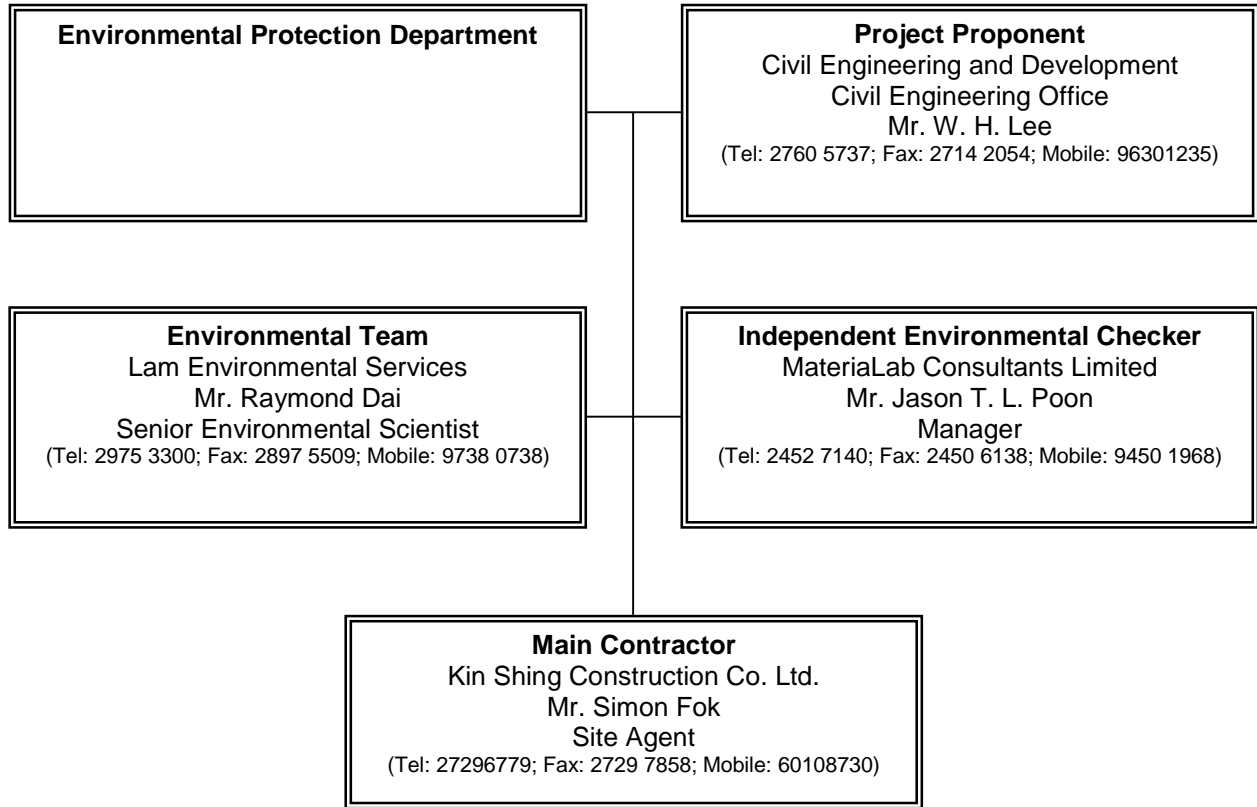 Environmental Protection Department
Project Proponent
Civil Engineering and Development
Civil Engineering Office
Mr. W. H. Lee
(Tel: 2760 5737; Fax: 2714 2054; Mobile: 96301235)
Environmental Team
Lam Environmental Services
Mr. Raymond Dai
Senior Environmental Scientist
(Tel: 2975 3300; Fax: 2897 5509; Mobile: 9738 0738)
Independent Environmental Checker
MateriaLab Consultants Limited
Mr. Jason T. L. Poon
Manager
(Tel: 2452 7140; Fax: 2450 6138; Mobile: 9450 1968)
Main Contractor
Kin Shing Construction Co. Ltd.
Mr. Simon Fok
Site Agent
(Tel: 27296779; Fax: 2729 7858; Mobile: 60108730)